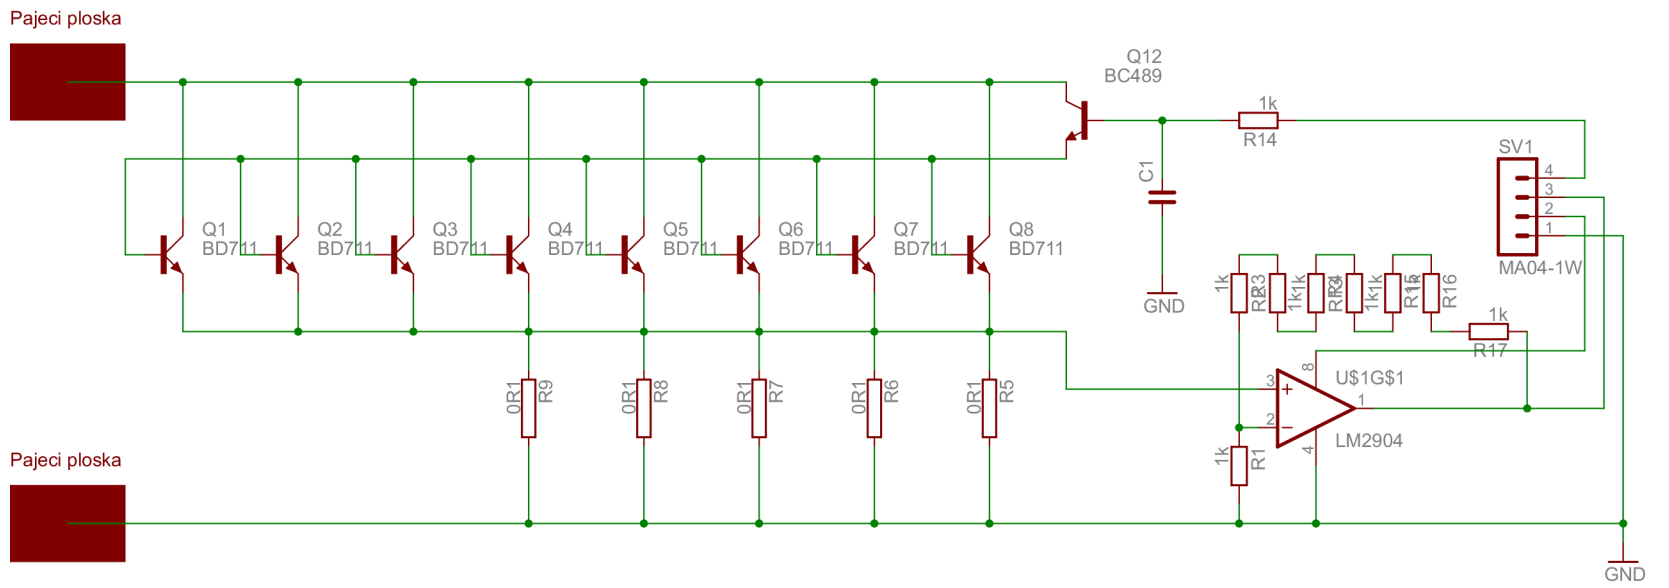 Pajeci ploska
Q12
BC489
1k
R14
SV1
4
3
2
1
MA04-1W
C1
GND
Q1
BD711
Q2
BD711
Q3
BD711
Q4
BD711
Q5
BD711
Q6
BD711
Q7
BD711
Q8
BD711
1k
R3
1k
1k
1k
1k
R15
R16
1k
R17
0R1
R9
0R1
R8
0R1
R7
0R1
R6
0R1
R5
3
2
8
4
1
U$1G$1
LM2904
1k
R1
Pajeci ploska
GND